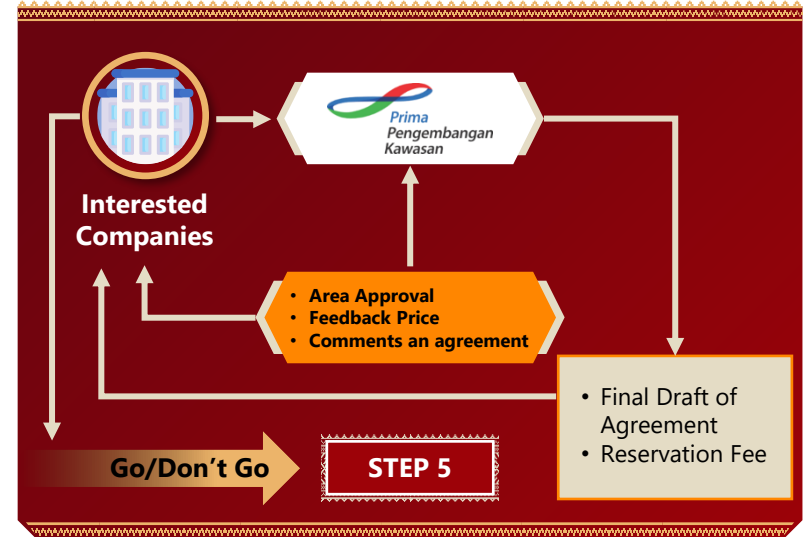 Prima
Pengembangan
Kawasan
Interested
Companies
• Area Approval
• Feedback Price
• Comments an agreement
• Final Draft of
Agreement
• Reservation Fee
Go/Don't Go
STEP 5